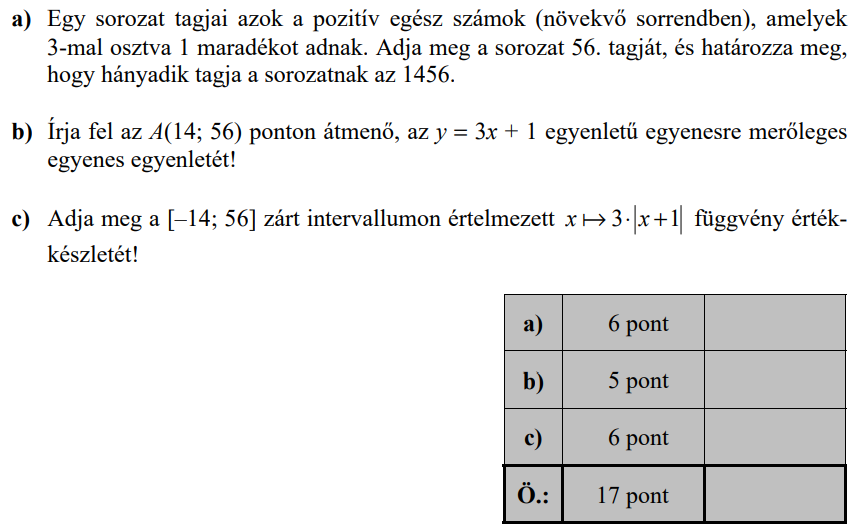 a) Egy sorozat tagjai azok a pozitív egész számok (növekvő sorrendben), amelyek
3-mal osztva 1 maradékot adnak. Adja meg a sorozat 56. tagját, és határozza meg,
hogy hányadik tagja a sorozatnak az 1456.
b) Írja fel az A(14; 56) ponton átmenő, az y = 3x + 1 egyenletű egyenesre merőleges
egyenes egyenletét!
c) Adja meg a [–14; 56] zárt intervallumon értelmezett x ↦ 3·|x+1| függvény érték-
készletét!
a) 6 pont
b) 5 pont
c) 6 pont
Ö.: 17 pont